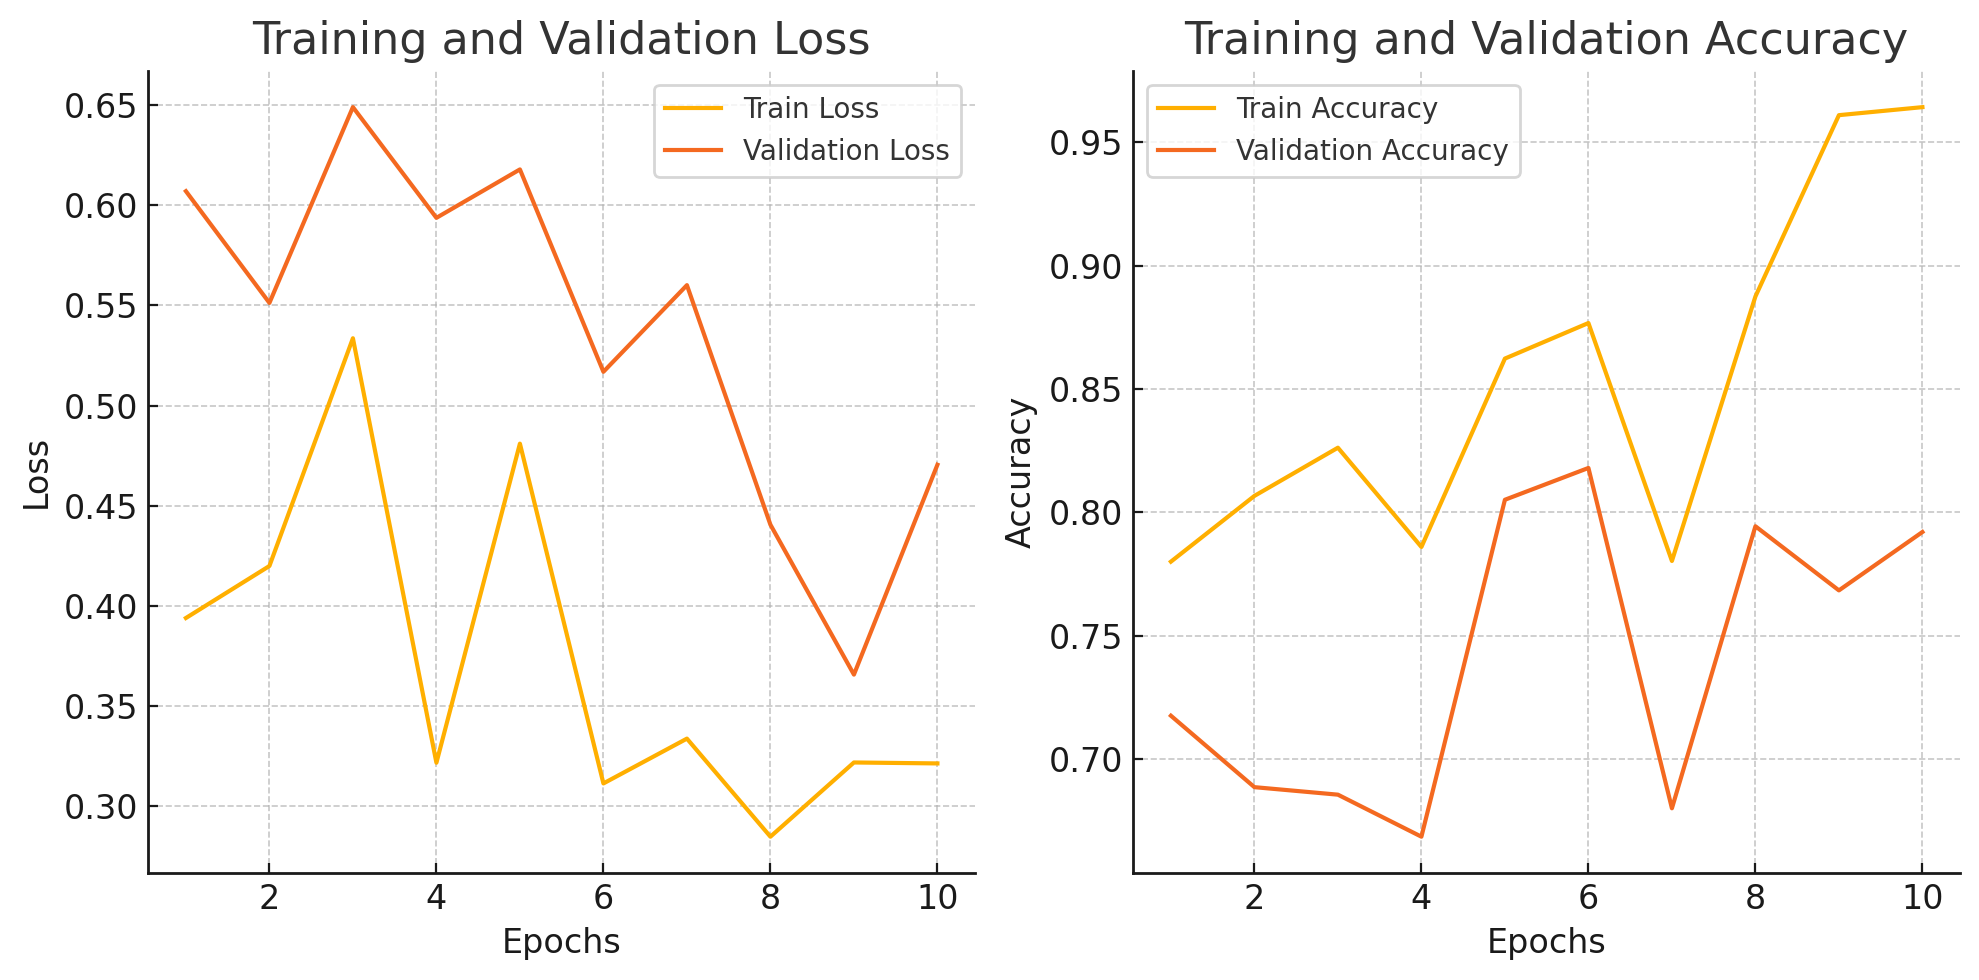 Training and Validation Loss
Train Loss
Validation Loss
0.65
0.60
0.55
0.50
0.45
0.40
0.35
0.30
Loss
2 4 6 8 10
Epochs
Training and Validation Accuracy
Train Accuracy
Validation Accuracy
0.95
0.90
0.85
0.80
0.75
0.70
Accuracy
2 4 6 8 10
Epochs